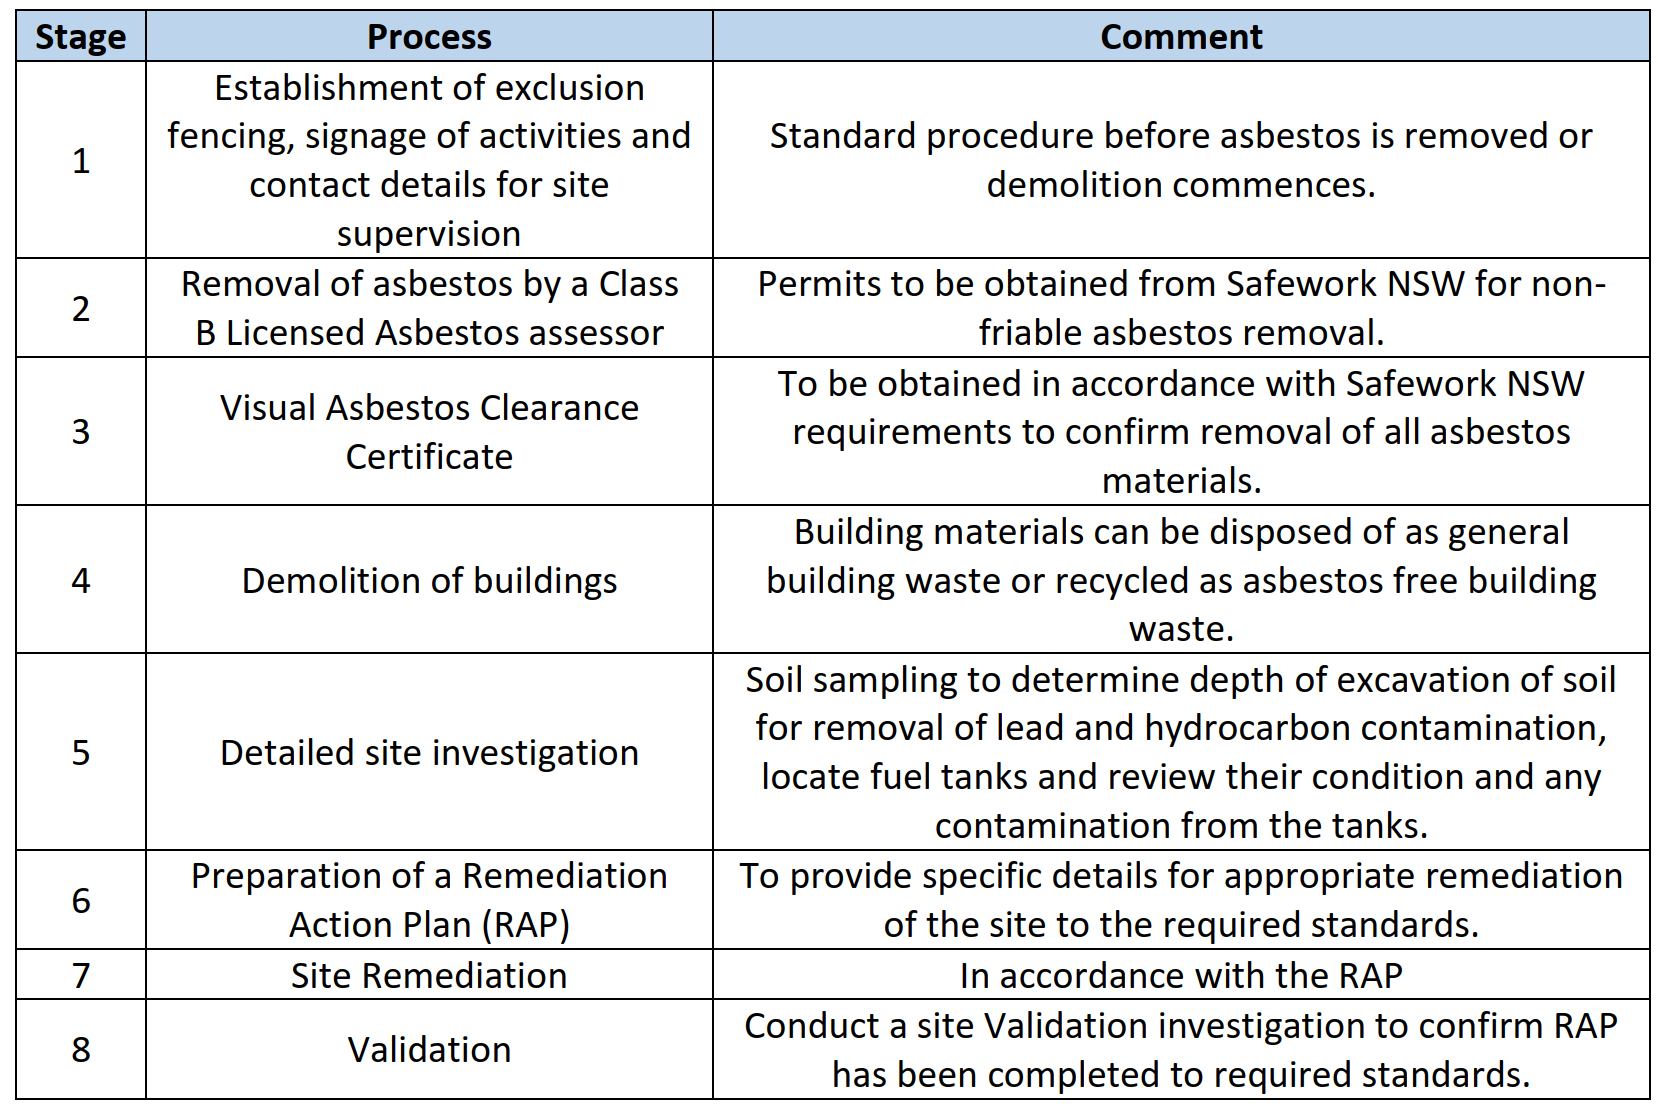 Stage Process Comment
1
Establishment of exclusion
fencing, signage of activities and
contact details for site
supervision
Standard procedure before asbestos is removed or
demolition commences.
2
Removal of asbestos by a Class
B Licensed Asbestos assessor
Permits to be obtained from Safework NSW for non-
friable asbestos removal.
3
Visual Asbestos Clearance
Certificate
To be obtained in accordance with Safework NSW
requirements to confirm removal of all asbestos
materials.
4
Demolition of buildings
Building materials can be disposed of as general
building waste or recycled as asbestos free building
waste.
5
Detailed site investigation
Soil sampling to determine depth of excavation of soil
for removal of lead and hydrocarbon contamination,
locate fuel tanks and review their condition and any
contamination from the tanks.
6
Preparation of a Remediation
Action Plan (RAP)
To provide specific details for appropriate remediation
of the site to the required standards.
7
Site Remediation
In accordance with the RAP
8
Validation
Conduct a site Validation investigation to confirm RAP
has been completed to required standards.